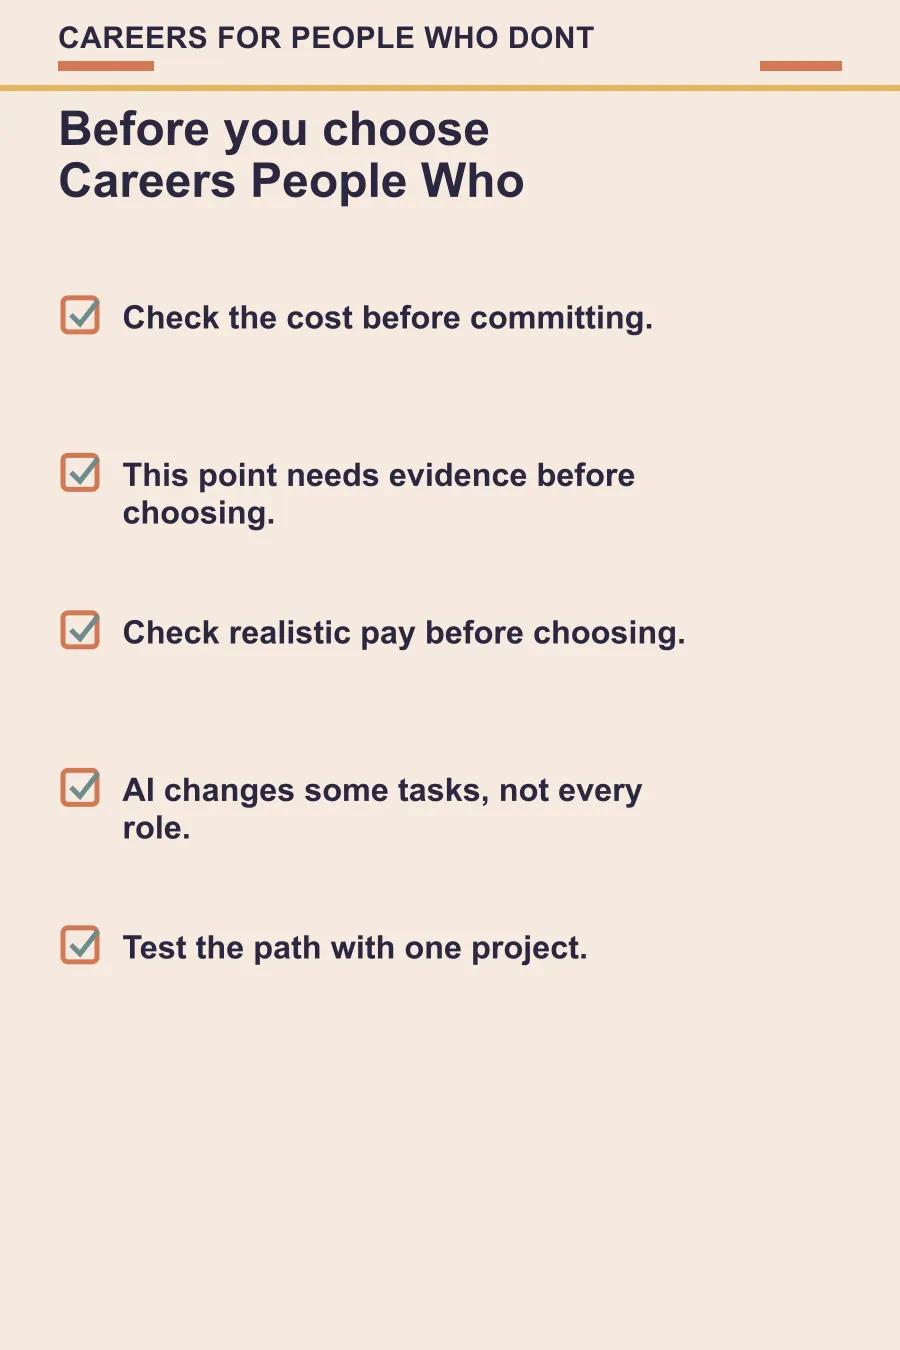 CAREERS FOR PEOPLE WHO DONT
Before you choose
Careers People Who
Check the cost before committing.
This point needs evidence before
choosing.
Check realistic pay before choosing.
AI changes some tasks, not every
role.
Test the path with one project.